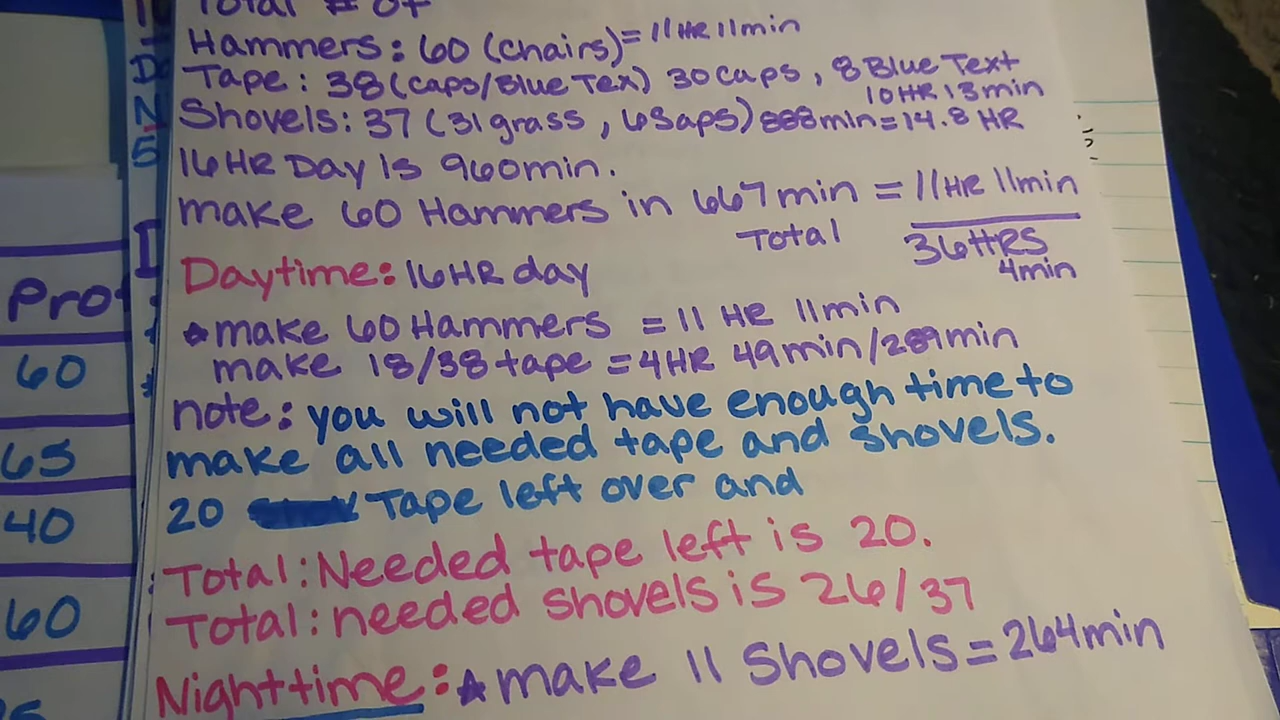 Total # of
Hammers: 60 (chairs) = 11HR 11min
Tape: 38 (caps/Blue Tex) 30 caps, 8 Blue Text
10HR 13min
Shovels: 37 (31 grass, 6 Saps) 888min = 14.8 HR
16 HR Day is 960min.
make 60 Hammers in 667 min = 11HR 11min
Total 36HRS
4min
Daytime: 16HR day
make 60 Hammers = 11 HR 11min
make 18/38 tape = 4HR 49min/289min
note: you will not have enough time to
make all needed tape and shovels.
20 Tape left over and
Total: Needed tape left is 20.
Total: needed shovels is 26/37
Nighttime: make 11 Shovels = 264min
Pro
60
65
40
60
D
N
5
I